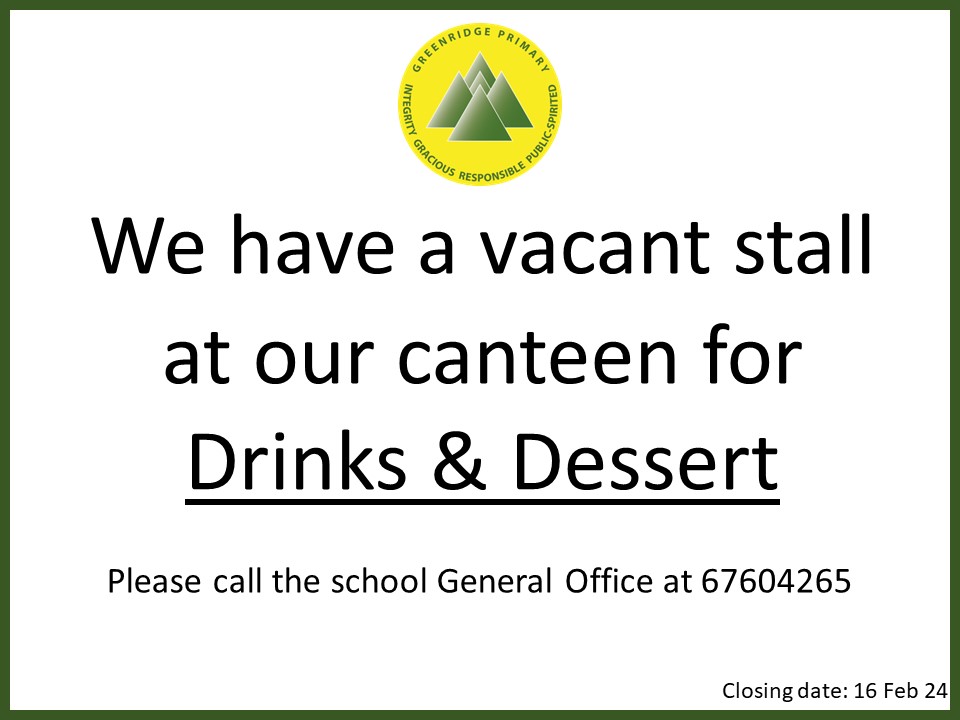 GREENRIDGE PRIMARY
INTEGRITY GRACIOUS RESPONSIBLE PUBLIC-SPIRITED
We have a vacant stall
at our canteen for
Drinks & Dessert
Please call the school General Office at 67604265
Closing date: 16 Feb 24